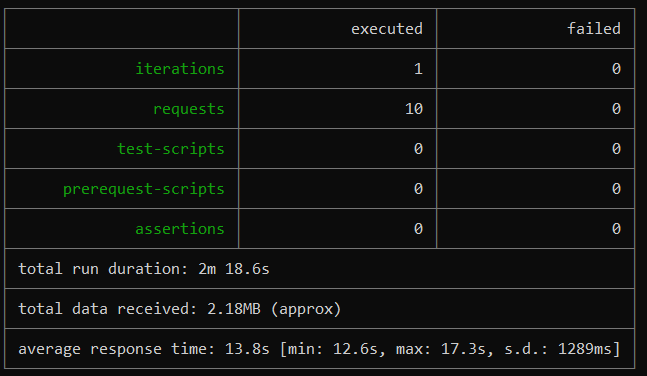 executed failed
iterations 1 0
requests 10 0
test-scripts 0 0
prerequest-scripts 0 0
assertions 0 0
total run duration: 2m 18.6s
total data received: 2.18MB (approx)
average response time: 13.8s [min: 12.6s, max: 17.3s, s.d.: 1289ms]